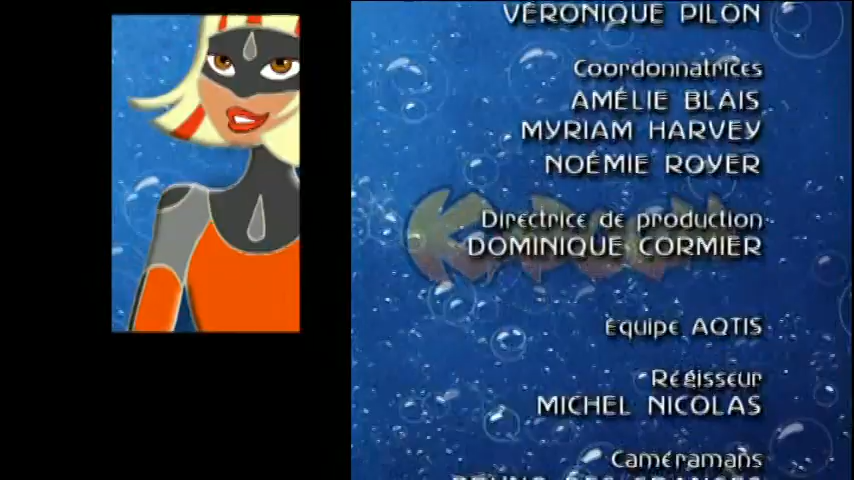 VÉRONIQUE PILON
Coordonnatrices
AMÉLIE BLAIS
MYRIAM HARVEY
NOÉMIE ROYER
Directrice de production
DOMINIQUE CORMIER
Équipe AQTIS
Régisseur
MICHEL NICOLAS
Caméramans